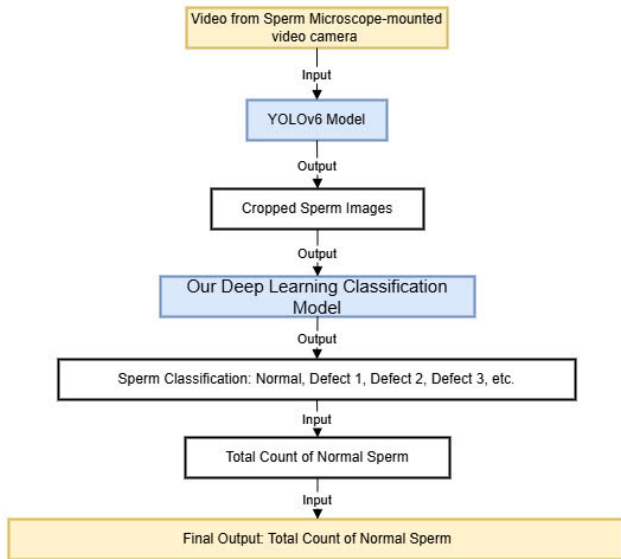 Video from Sperm Microscope-mounted
video camera
Input
YOLOv6 Model
Output
Cropped Sperm Images
Output
Our Deep Learning Classification
Model
Output
Sperm Classification: Normal, Defect 1, Defect 2, Defect 3, etc.
Input
Total Count of Normal Sperm
Input
Final Output: Total Count of Normal Sperm